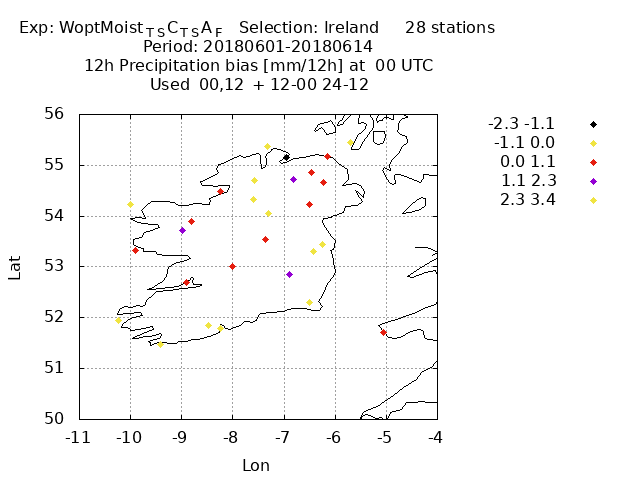 Exp: WoptMoist_TSC_TSA_F Selection: Ireland 28 stations
Period: 20180601-20180614
12h Precipitation bias [mm/12h] at 00 UTC
Used 00,12 + 12-00 24-12
-2.3 -1.1
-1.1 0.0
0.0 1.1
1.1 2.3
2.3 3.4
56
55
54
53
52
51
50
Lat
-11 -10 -9 -8 -7 -6 -5 -4
Lon